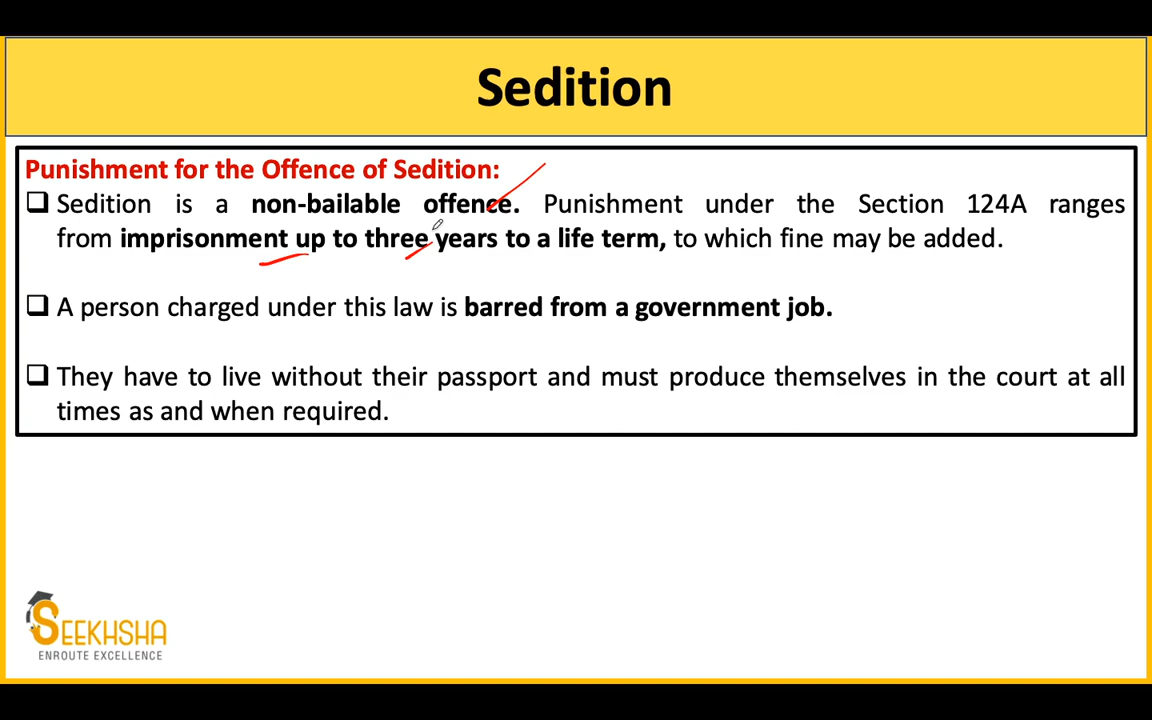 Sedition
Punishment for the Offence of Sedition:
Sedition is a non-bailable offence. Punishment under the Section 124A ranges
from imprisonment up to three years to a life term, to which fine may be added.
A person charged under this law is barred from a government job.
They have to live without their passport and must produce themselves in the court at all
times as and when required.
SEEKHSHA
ENROUTE EXCELLENCE